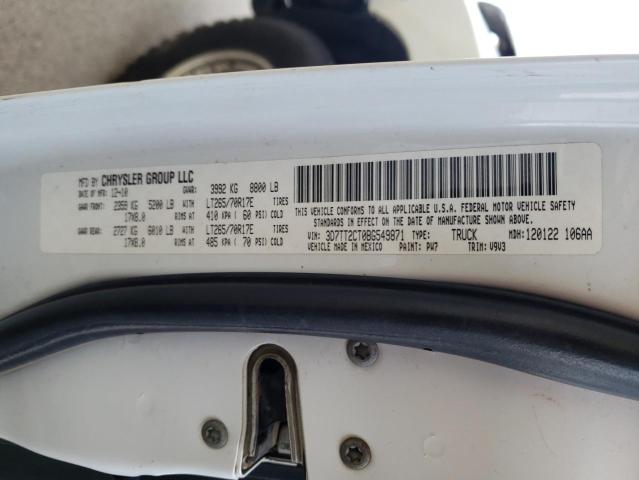 MFD BY CHRYSLER GROUP LLC
DATE OF MFR 12-10 GVWR: 3992 KG 8800 LB
GAWR FRONT: 2359 KG 5200 LB LT265/70R17E TIRES
17X8.0 RIMS AT 410 KPA ( 60 PSI) COLD
GAWR REAR: 2727 KG 6010 LB LT265/70R17E TIRES
17X8.0 RIMS AT 485 KPA ( 70 PSI) COLD
THIS VEHICLE CONFORMS TO ALL APPLICABLE U.S.A. FEDERAL MOTOR VEHICLE SAFETY
STANDARDS IN EFFECT ON THE DATE OF MANUFACTURE SHOWN ABOVE.
VIN: 3D7TT2CT0BG549871 TYPE: TRUCK MDH: 120122 106AA
VEHICLE MADE IN MEXICO PAINT: PW7 TRIM: V9V3